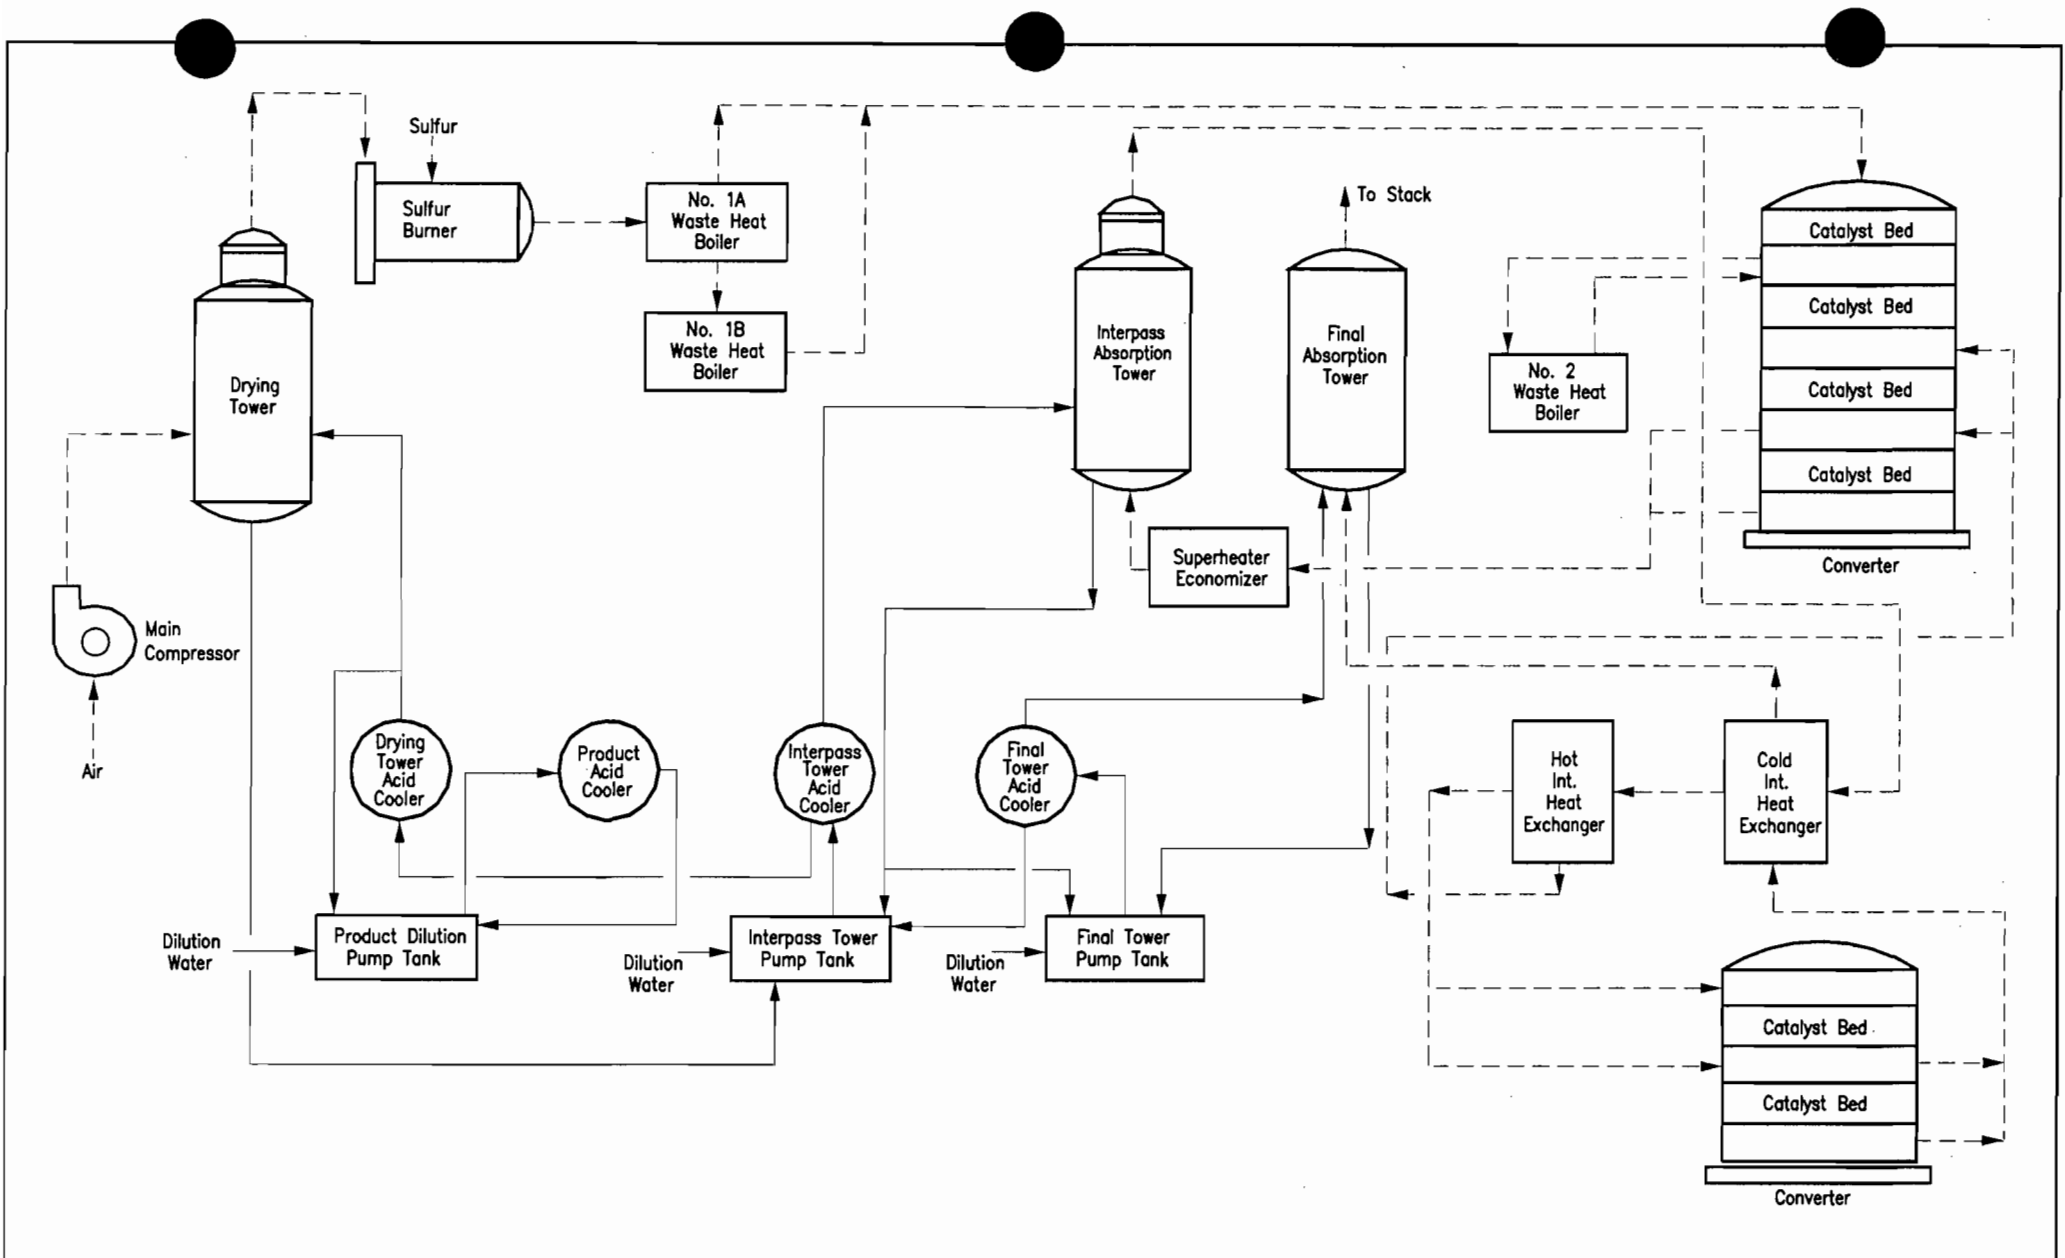 Sulfur
Sulfur
Burner
No. 1A
Waste Heat
Boiler
No. 1B
Waste Heat
Boiler
To Stack
Drying
Tower
Interpass
Absorption
Tower
Final
Absorption
Tower
No. 2
Waste Heat
Boiler
Catalyst Bed
Catalyst Bed
Catalyst Bed
Catalyst Bed
Converter
Superheater
Economizer
Main
Compressor
Air
Drying
Tower
Acid
Cooler
Product
Acid
Cooler
Interpass
Tower
Acid
Cooler
Final
Tower
Acid
Cooler
Hot
Int.
Heat
Exchanger
Cold
Int.
Heat
Exchanger
Dilution
Water
Product Dilution
Pump Tank
Dilution
Water
Interpass Tower
Pump Tank
Dilution
Water
Final Tower
Pump Tank
Catalyst Bed
Catalyst Bed
Converter